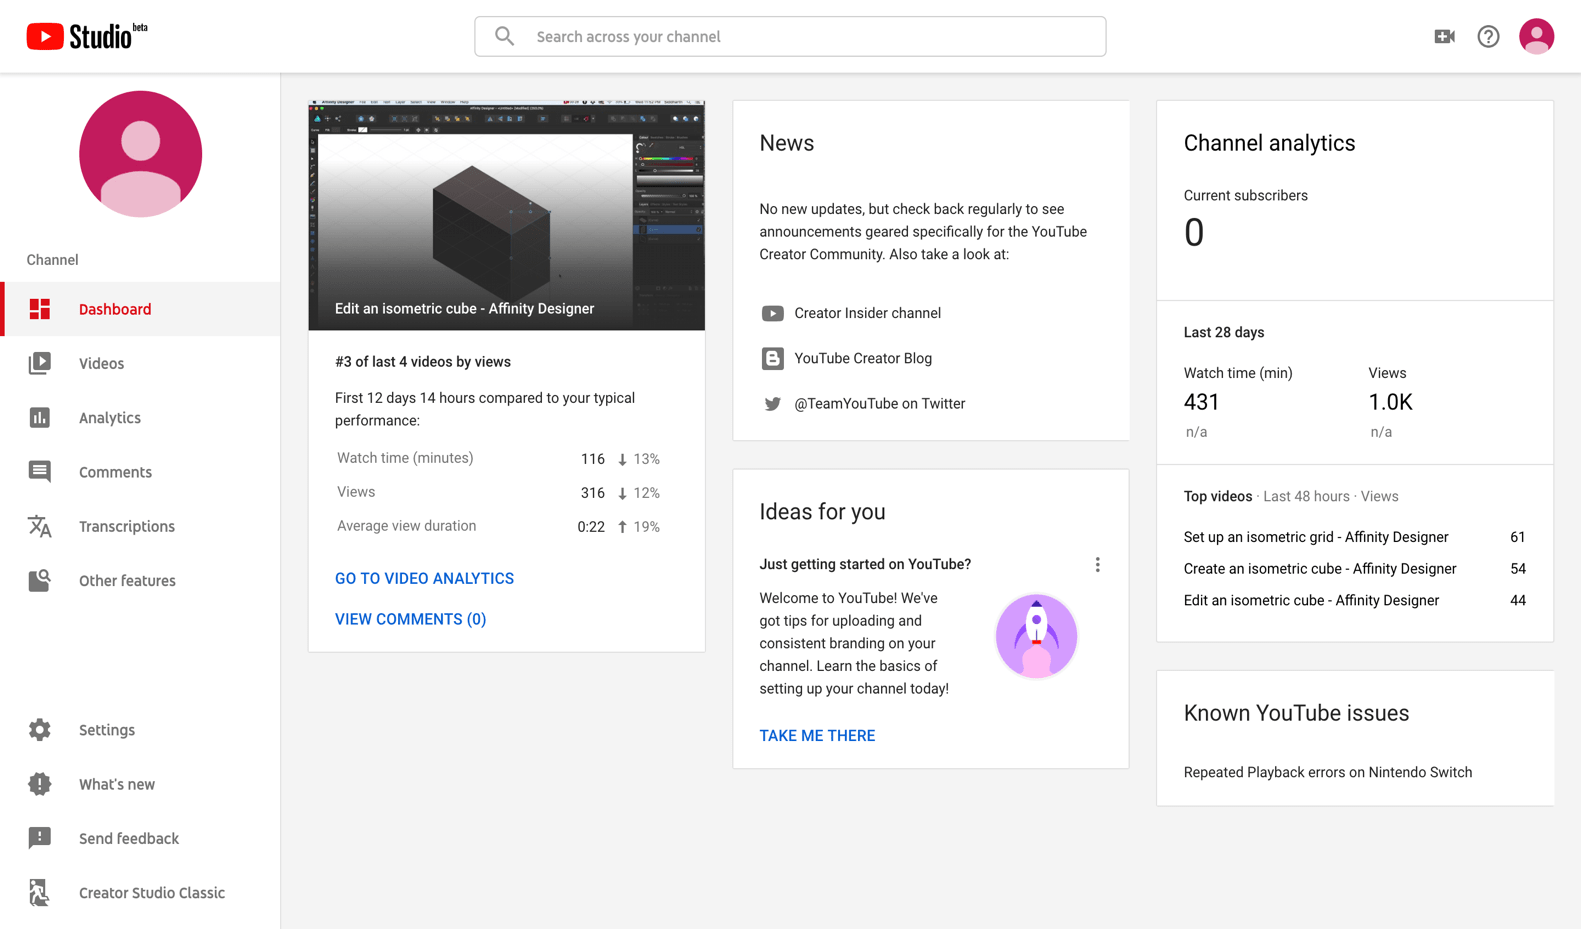 Studio beta
Search across your channel
Channel
Dashboard
Videos
Analytics
Comments
Transcriptions
Other features
Settings
What's new
Send feedback
Creator Studio Classic
Edit an isometric cube - Affinity Designer
#3 of last 4 videos by views
First 12 days 14 hours compared to your typical
performance:
Watch time (minutes) 116 ↓ 13%
Views 316 ↓ 12%
Average view duration 0:22 ↑ 19%
GO TO VIDEO ANALYTICS
VIEW COMMENTS (0)
News
No new updates, but check back regularly to see
announcements geared specifically for the YouTube
Creator Community. Also take a look at:
Creator Insider channel
YouTube Creator Blog
@TeamYouTube on Twitter
Ideas for you
Just getting started on YouTube?
Welcome to YouTube! We've
got tips for uploading and
consistent branding on your
channel. Learn the basics of
setting up your channel today!
TAKE ME THERE
Channel analytics
Current subscribers
0
Last 28 days
Watch time (min) Views
431 1.0K
n/a n/a
Top videos · Last 48 hours · Views
Set up an isometric grid - Affinity Designer 61
Create an isometric cube - Affinity Designer 54
Edit an isometric cube - Affinity Designer 44
Known YouTube issues
Repeated Playback errors on Nintendo Switch